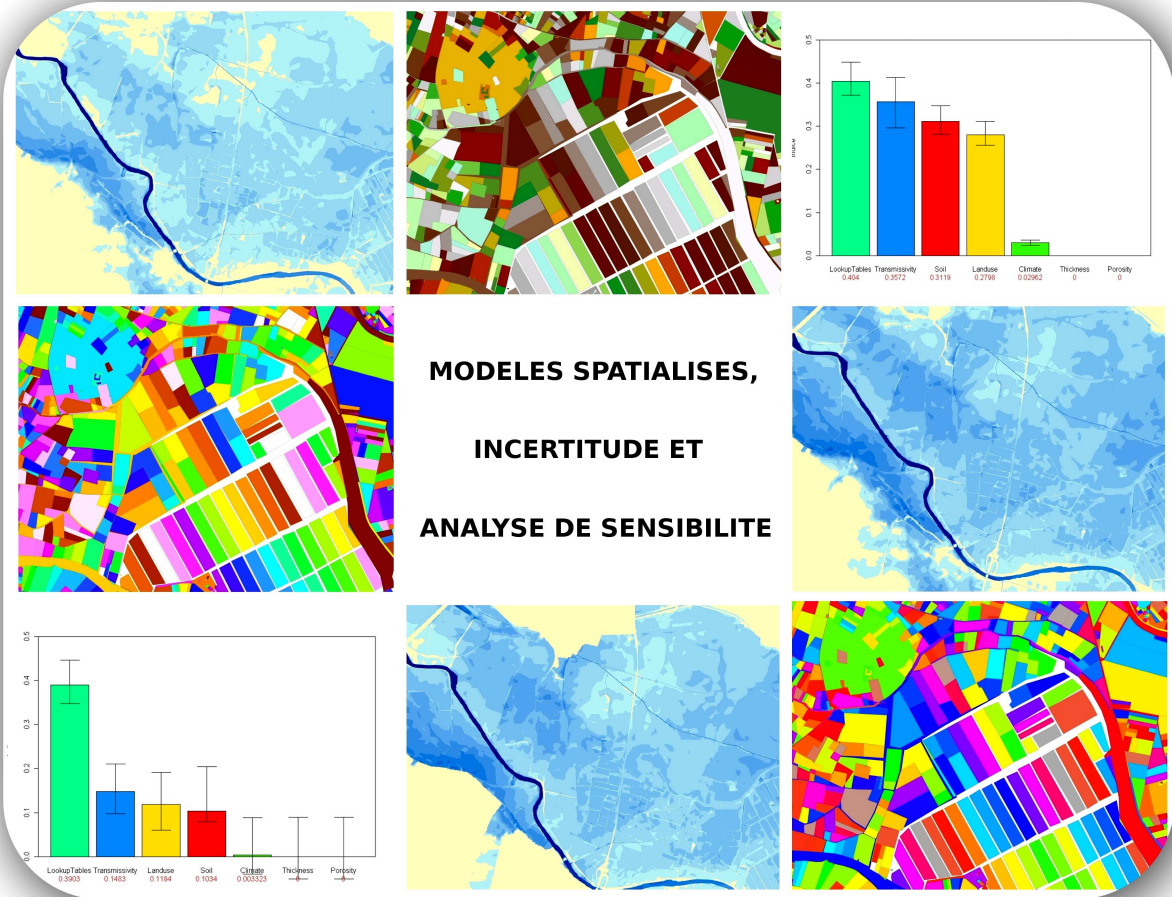 0.5
0.4
0.3
0.2
0.1
0.0
LookupTables Transmissivity Soil Landuse Climate Thickness Porosity
0.404 0.3572 0.3119 0.2798 0.02962 0 0
MODELES SPATIALISES,
INCERTITUDE ET
ANALYSE DE SENSIBILITE
0.5
0.4
0.3
0.2
0.1
0.0
LookupTables Transmissivity Landuse Soil Climate Thickness Porosity
0.3903 0.1483 0.1184 0.1034 0.003323